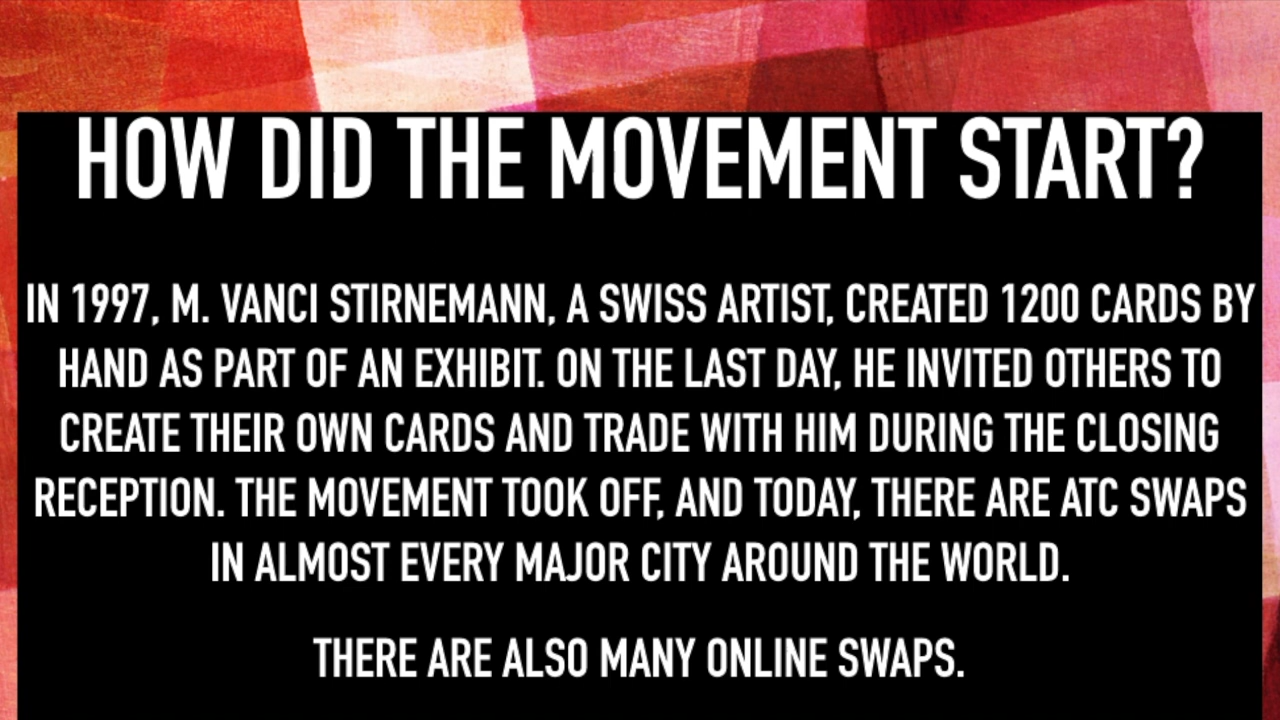 HOW DID THE MOVEMENT START?
IN 1997, M. VANCI STIRNEMANN, A SWISS ARTIST, CREATED 1200 CARDS BY
HAND AS PART OF AN EXHIBIT. ON THE LAST DAY, HE INVITED OTHERS TO
CREATE THEIR OWN CARDS AND TRADE WITH HIM DURING THE CLOSING
RECEPTION. THE MOVEMENT TOOK OFF, AND TODAY, THERE ARE ATC SWAPS
IN ALMOST EVERY MAJOR CITY AROUND THE WORLD.
THERE ARE ALSO MANY ONLINE SWAPS.